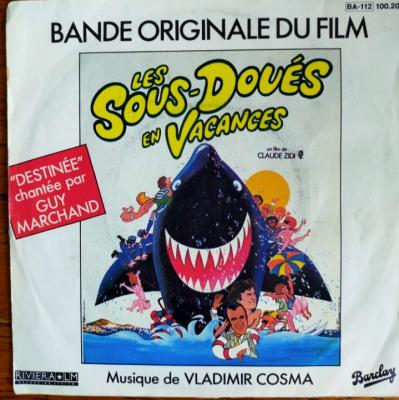 BA-112 100.20
BANDE ORIGINALE DU FILM
LES
SOUS-DOUÉS
EN VACANCES
un film de
CLAUDE ZIDI
"DESTINÉE"
chantée par
GUY
MARCHAND
RIVIERA LM
Musique de VLADIMIR COSMA
Barclay